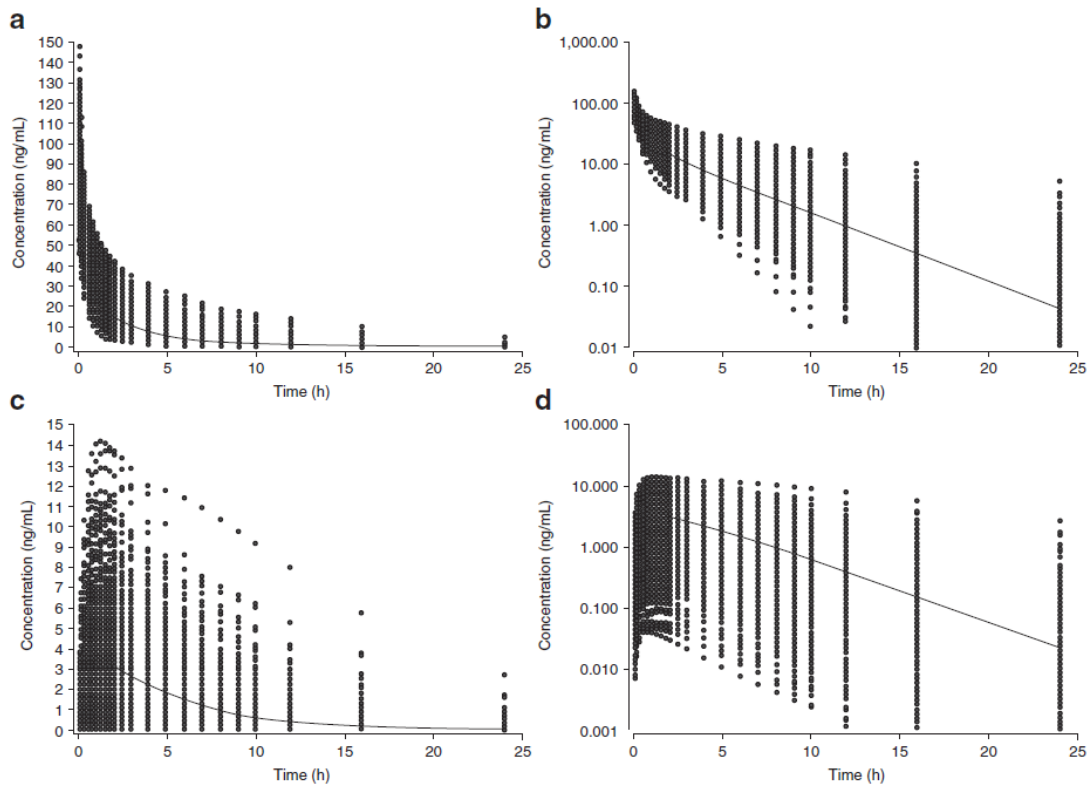 a
150
140
130
120
110
100
90
80
70
60
50
40
30
20
10
0
Concentration (ng/mL)
0 5 10 15 20 25
Time (h)
b
1,000.00
100.00
10.00
1.00
0.10
0.01
Concentration (ng/mL)
0 5 10 15 20 25
Time (h)
c
15
14
13
12
11
10
9
8
7
6
5
4
3
2
1
0
Concentration (ng/mL)
0 5 10 15 20 25
Time (h)
d
100.000
10.000
1.000
0.100
0.010
0.001
Concentration (ng/mL)
0 5 10 15 20 25
Time (h)